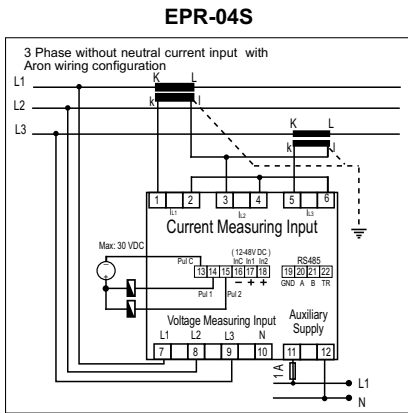 EPR-04S
3 Phase without neutral current input with
Aron wiring configuration
K L
L1
k l
L2
K L
L3
k l
1 2 3 4 5 6
IL1 IL2 IL3
Current Measuring Input
Max: 30 VDC
(12-48V DC)
Pul C InC In1 In2 RS485
13 14 15 16 17 18 19 20 21 22
− + + GND A B TR
Pul 1 Pul 2
Voltage Measuring Input Auxiliary
Supply
L1 L2 L3 N
7 8 9 10 11 12
1 A
L1
N